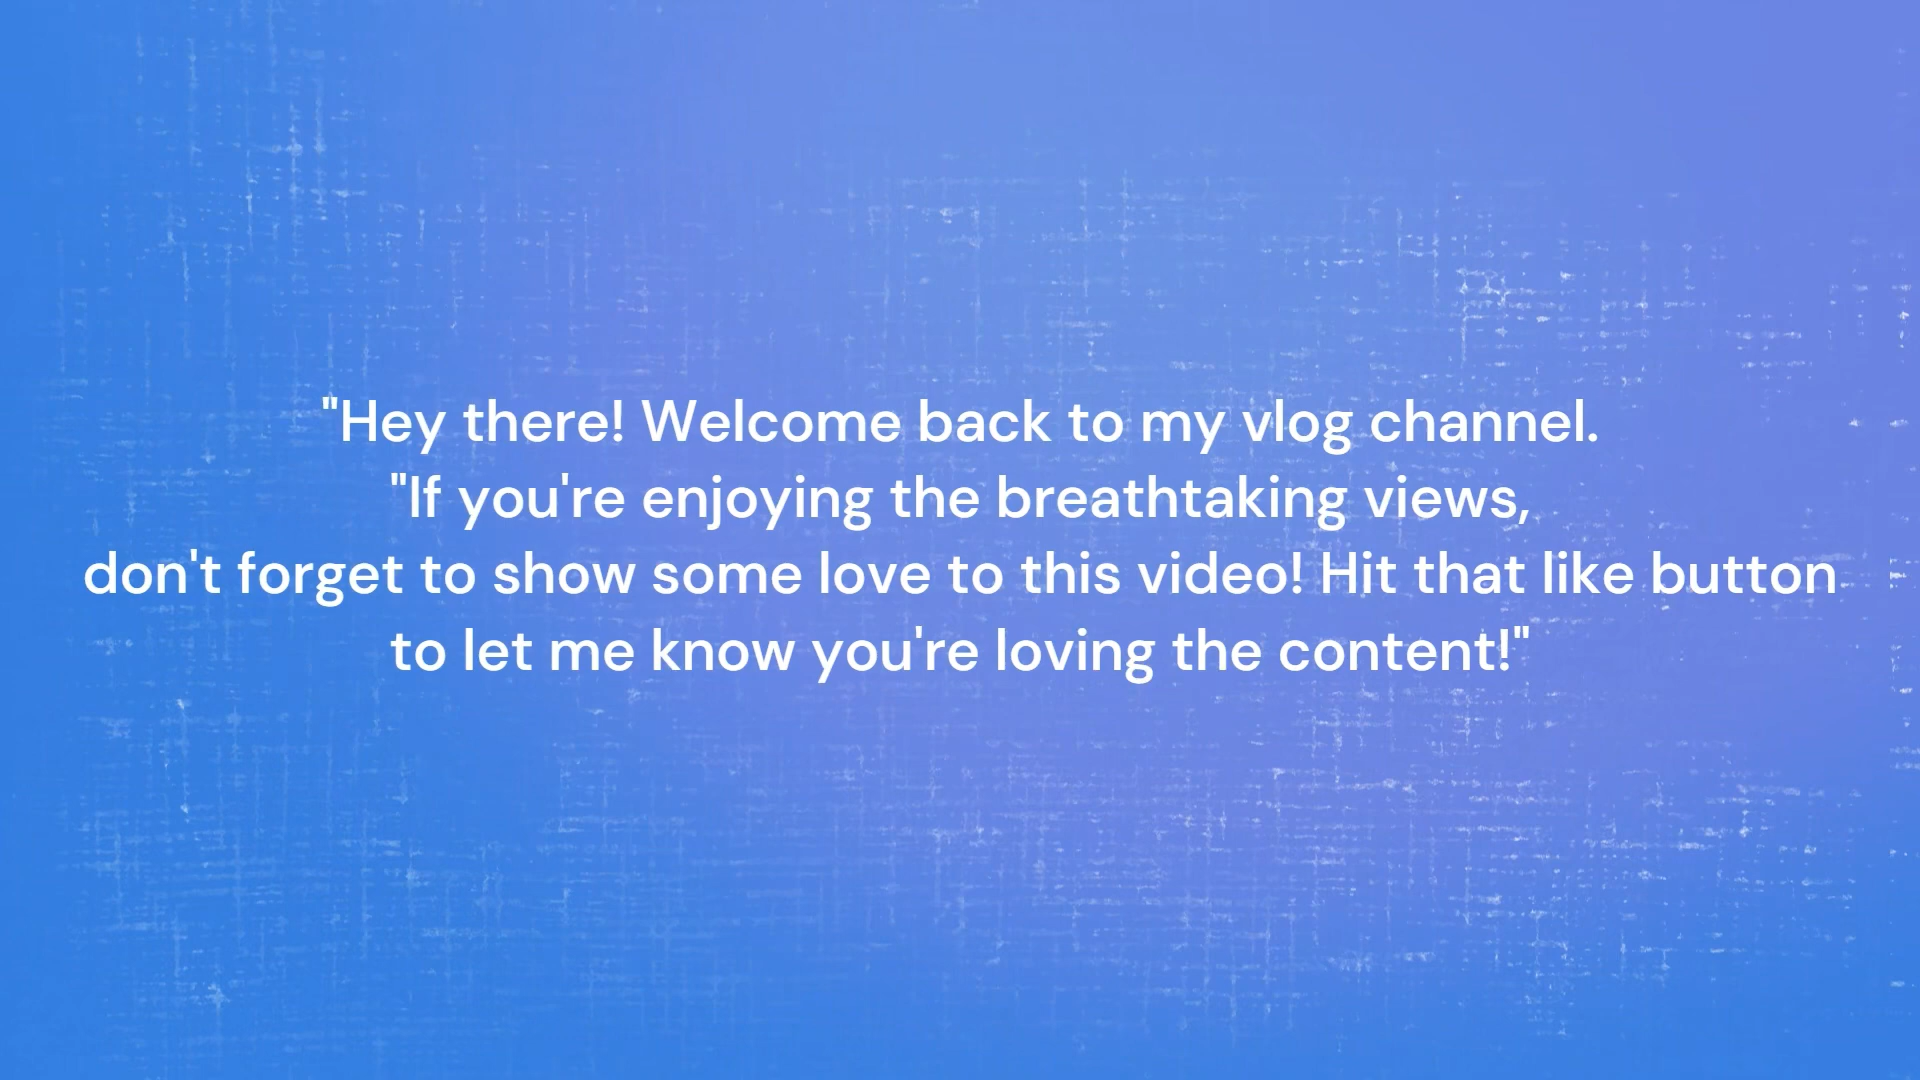 "Hey there! Welcome back to my vlog channel.
"If you're enjoying the breathtaking views,
don't forget to show some love to this video! Hit that like button
to let me know you're loving the content!"